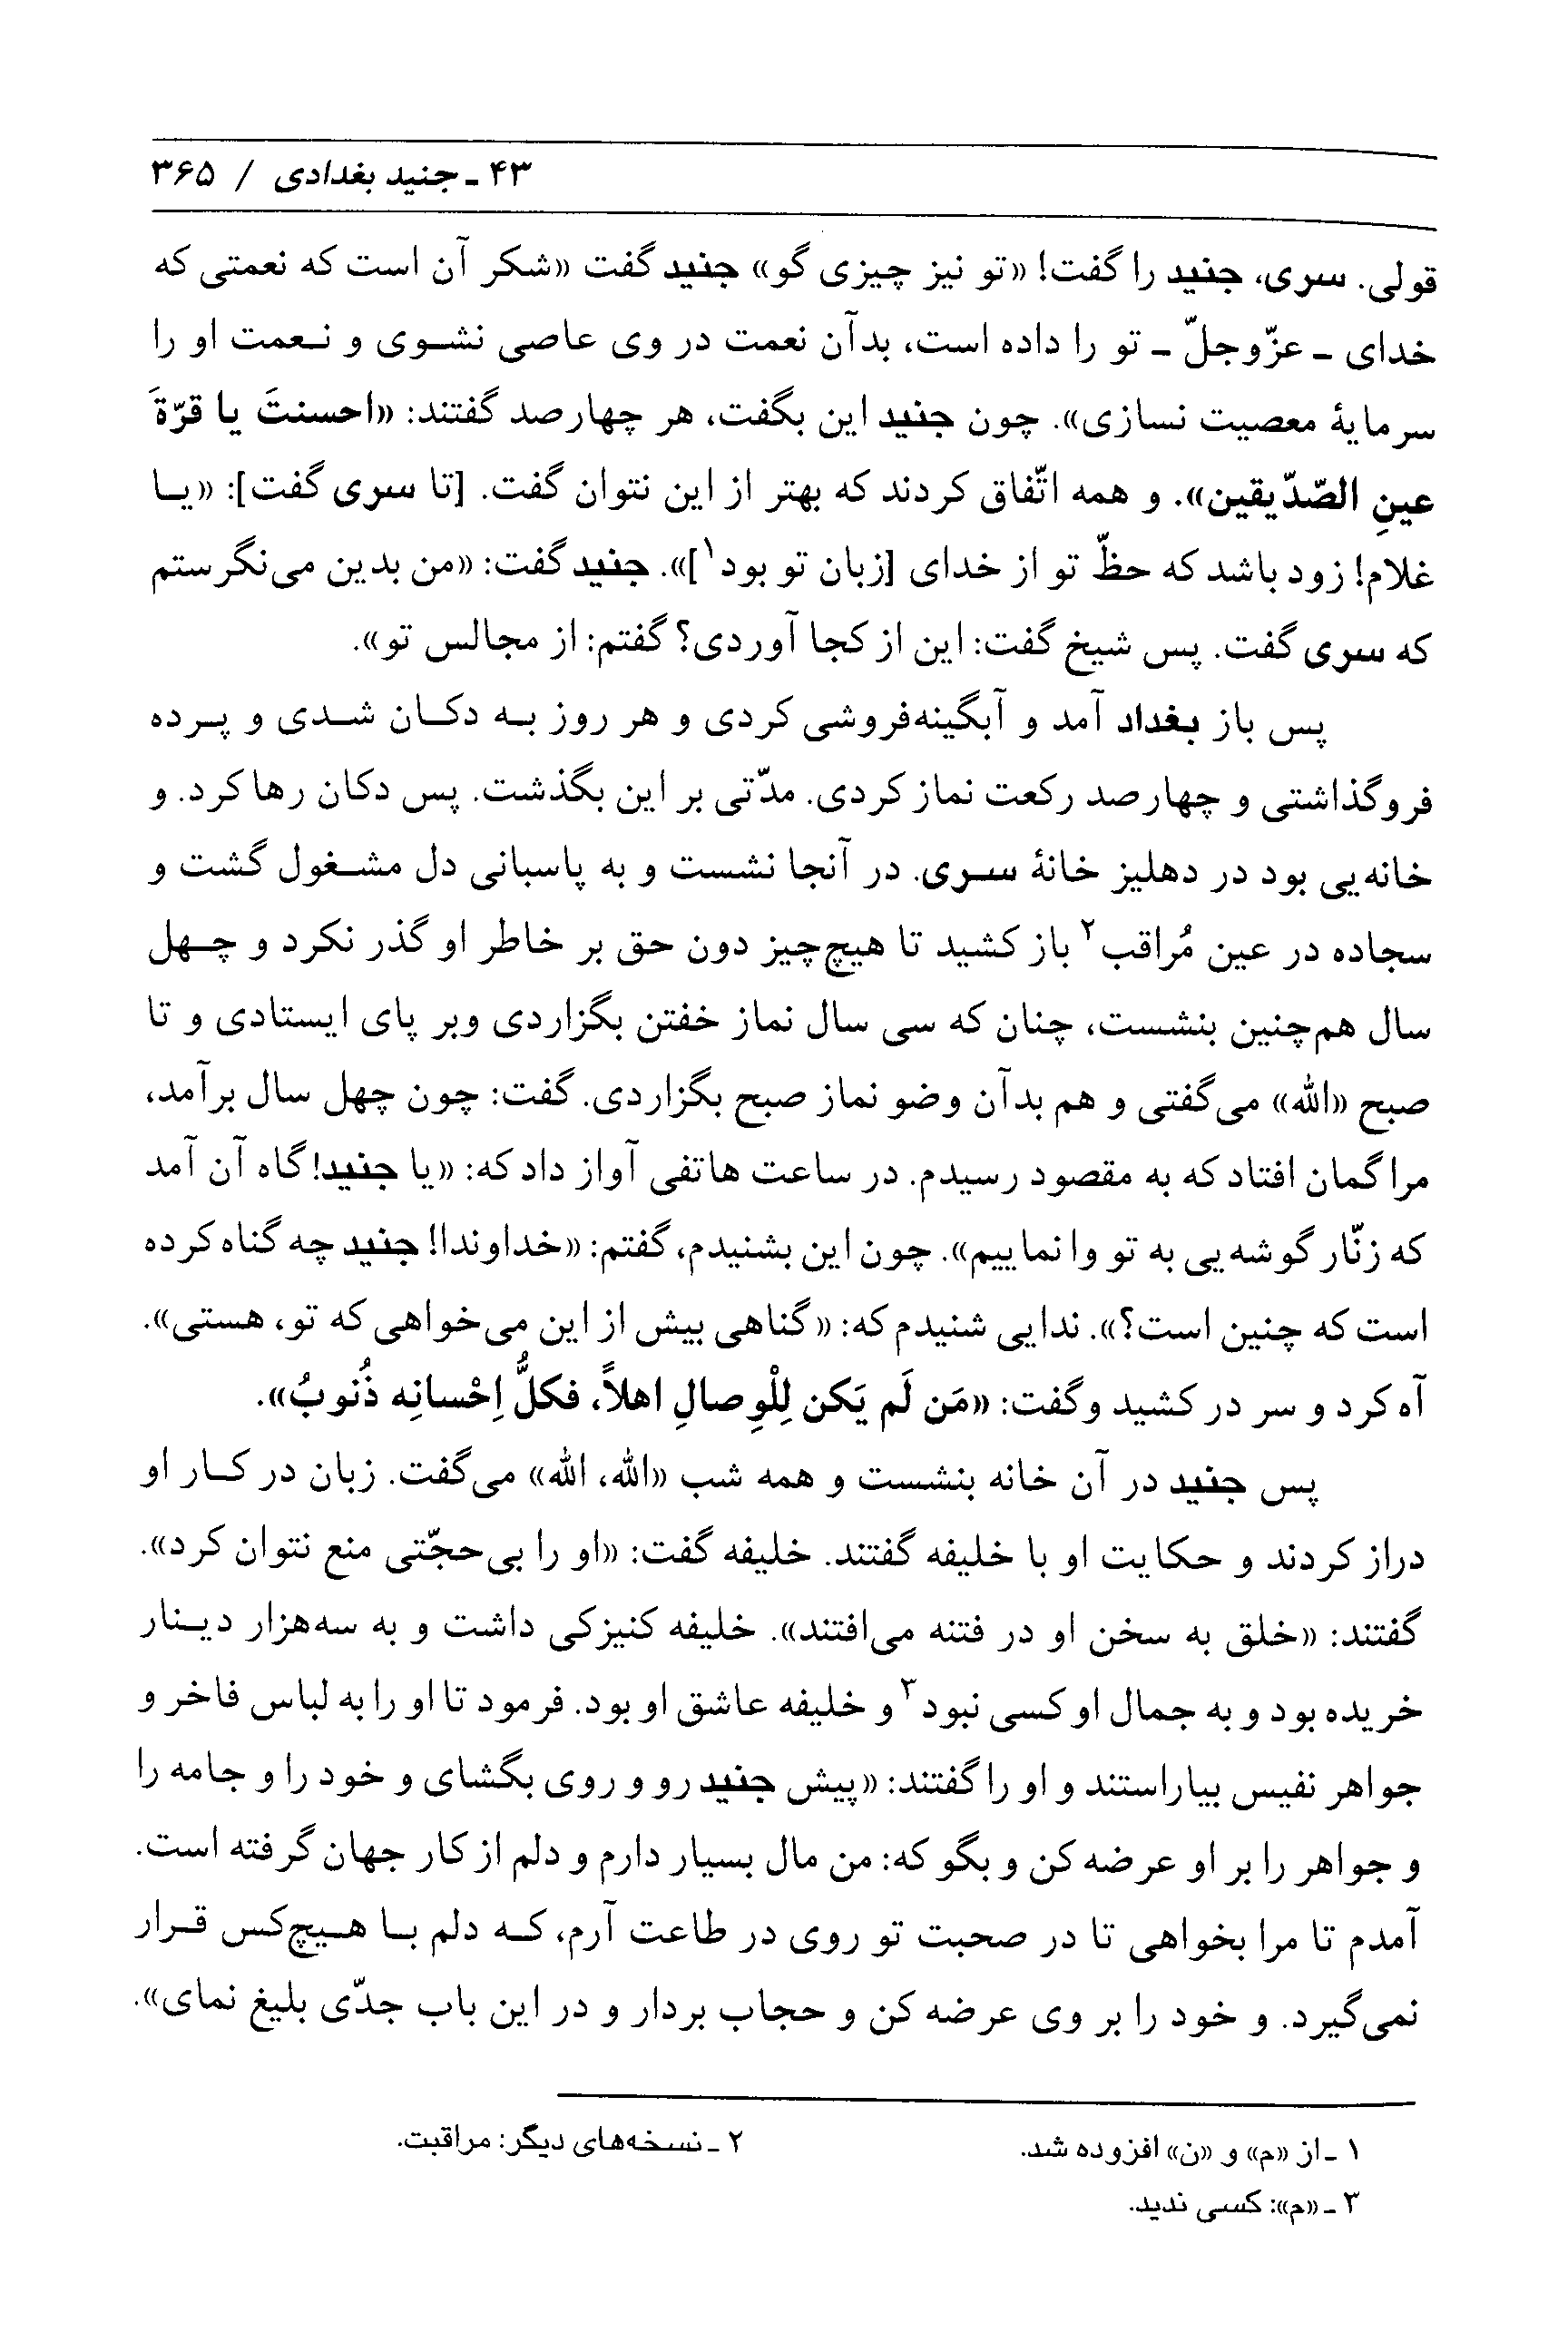 ۴۳ ـ جنید بغدادی / ۳۶۵
قولی. سری، جنید را گفت! «تو نیز چیزی گو» جنید گفت «شکر آن است که نعمتی که
خدای ـ عزّوجلّ ـ تو را داده است، بدآن نعمت در وی عاصی نشوی و نعمت او را
سرمایۀ معصیت نسازی». چون جنید این بگفت، هر چهارصد گفتند: «احسنتَ یا قرّةَ
عینِ الصّدّیقین». و همه اتّفاق کردند که بهتر از این نتوان گفت. [تا سری گفت]: «یا
غلام! زود باشد که حظّ تو از خدای [زبان تو بود۱]». جنید گفت: «من بدین می‌نگرستم
که سری گفت. پس شیخ گفت: این از کجا آوردی؟ گفتم: از مجالس تو».
پس باز بغداد آمد و آبگینه‌فروشی کردی و هر روز به دکان شدی و پرده
فروگذاشتی و چهارصد رکعت نماز کردی. مدّتی بر این بگذشت. پس دکان رها کرد. و
خانه‌یی بود در دهلیز خانۀ سری. در آنجا نشست و به پاسبانی دل مشغول گشت و
سجاده در عین مُراقب۲ باز کشید تا هیچ‌چیز دون حق بر خاطر او گذر نکرد و چهل
سال هم‌چنین بنشست، چنان که سی سال نماز خفتن بگزاردی وبر پای ایستادی و تا
صبح «الله» می‌گفتی و هم بدآن وضو نماز صبح بگزاردی. گفت: چون چهل سال برآمد،
مرا گمان افتاد که به مقصود رسیدم. در ساعت هاتفی آواز داد که: «یا جنید! گاه آن آمد
که زنّار گوشه‌یی به تو وا نماییم». چون این بشنیدم، گفتم: «خداوندا! جنید چه گناه کرده
است که چنین است؟». ندایی شنیدم که: «گناهی بیش از این می‌خواهی که تو، هستی».
آه کرد و سر در کشید وگفت: «مَن لَم یَکن لِلْوِصالِ اهلاً، فکلُّ اِحْسانِه ذُنوبُ».
پس جنید در آن خانه بنشست و همه شب «الله، الله» می‌گفت. زبان در کار او
دراز کردند و حکایت او با خلیفه گفتند. خلیفه گفت: «او را بی‌حجّتی منع نتوان کرد».
گفتند: «خلق به سخن او در فتنه می‌افتند». خلیفه کنیزکی داشت و به سه‌هزار دینار
خریده بود و به جمال او کسی نبود۳ و خلیفه عاشق او بود. فرمود تا او را به لباس فاخر و
جواهر نفیس بیاراستند و او را گفتند: «پیش جنید رو و روی بگشای و خود را و جامه را
و جواهر را بر او عرضه کن و بگو که: من مال بسیار دارم و دلم از کار جهان گرفته است.
آمدم تا مرا بخواهی تا در صحبت تو روی در طاعت آرم، که دلم با هیچ‌کس قرار
نمی‌گیرد. و خود را بر وی عرضه کن و حجاب بردار و در این باب جدّی بلیغ نمای».
۱ ـ از «م» و «ن» افزوده شد. ۲ ـ نسخه‌های دیگر: مراقبت.
۳ ـ «م»: کسی ندید.